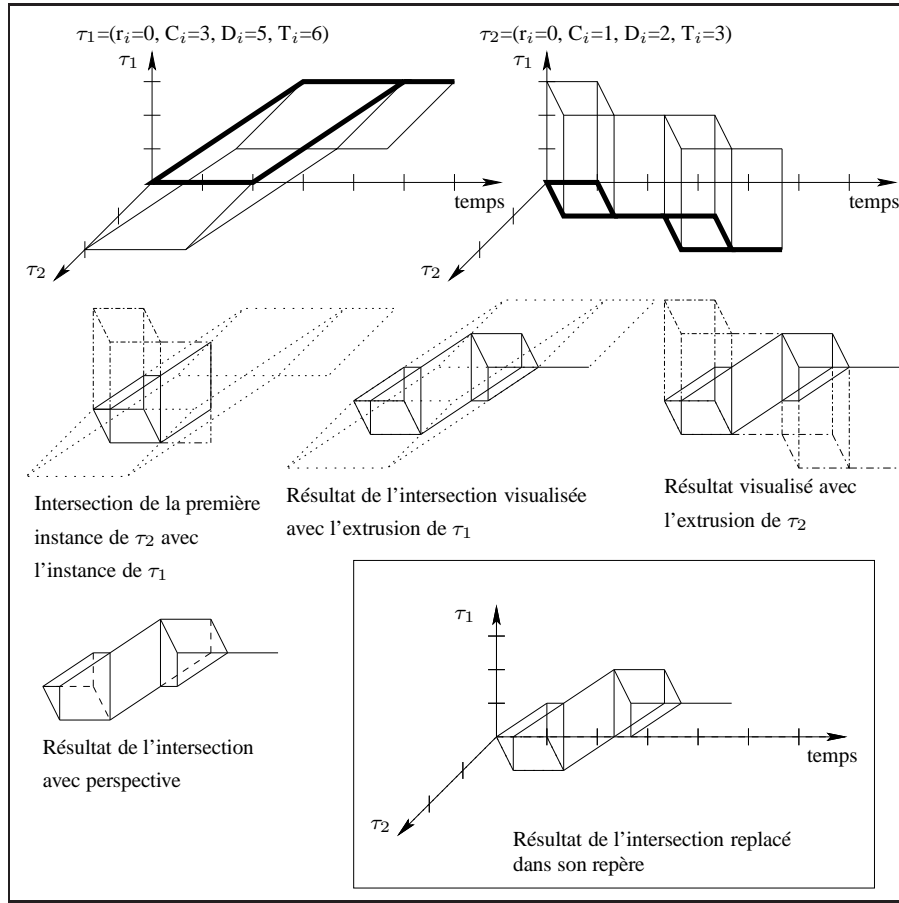 τ1=(ri=0, Ci=3, Di=5, Ti=6)
τ2=(ri=0, Ci=1, Di=2, Ti=3)
τ1
τ1
temps
temps
τ2
τ2
Intersection de la première
instance de τ2 avec
l'instance de τ1
Résultat de l'intersection visualisée
avec l'extrusion de τ1
Résultat visualisé avec
l'extrusion de τ2
Résultat de l'intersection
avec perspective
τ1
temps
τ2
Résultat de l'intersection replacé
dans son repère